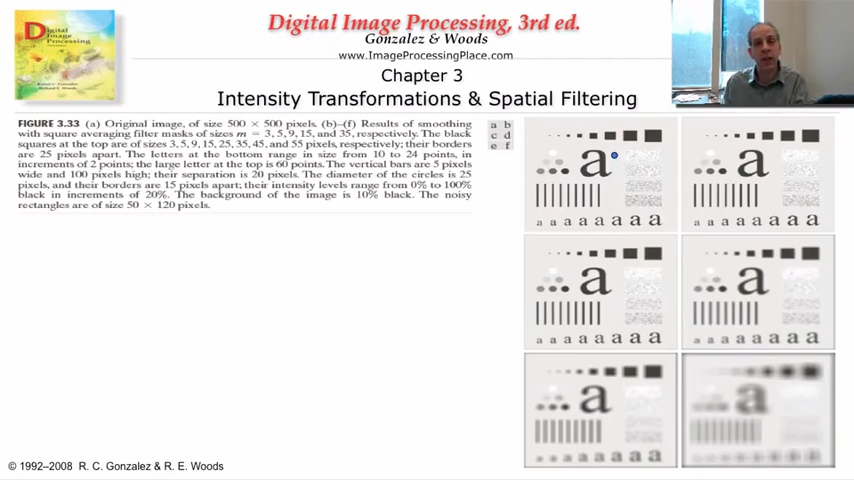 Digital Image Processing, 3rd ed.
Digital
Image
Processing
Gonzalez & Woods
www.ImageProcessingPlace.com
Chapter 3
Intensity Transformations & Spatial Filtering
FIGURE 3.33 (a) Original image, of size 500 × 500 pixels. (b)–(f) Results of smoothing
with square averaging filter masks of sizes m = 3, 5, 9, 15, and 35, respectively. The black
squares at the top are of sizes 3, 5, 9, 15, 25, 35, 45, and 55 pixels, respectively; their borders
are 25 pixels apart. The letters at the bottom range in size from 10 to 24 points, in
increments of 2 points; the large letter at the top is 60 points. The vertical bars are 5 pixels
wide and 100 pixels high; their separation is 20 pixels. The diameter of the circles is 25
pixels, and their borders are 15 pixels apart; their intensity levels range from 0% to 100%
black in increments of 20%. The background of the image is 10% black. The noisy
rectangles are of size 50 × 120 pixels.
a b
c d
e f
a a
a a a a a a a a a a a a a a a a
a a
a a a a a a a a a a a a a a a a
a a
a a a a a a a a
© 1992–2008 R. C. Gonzalez & R. E. Woods